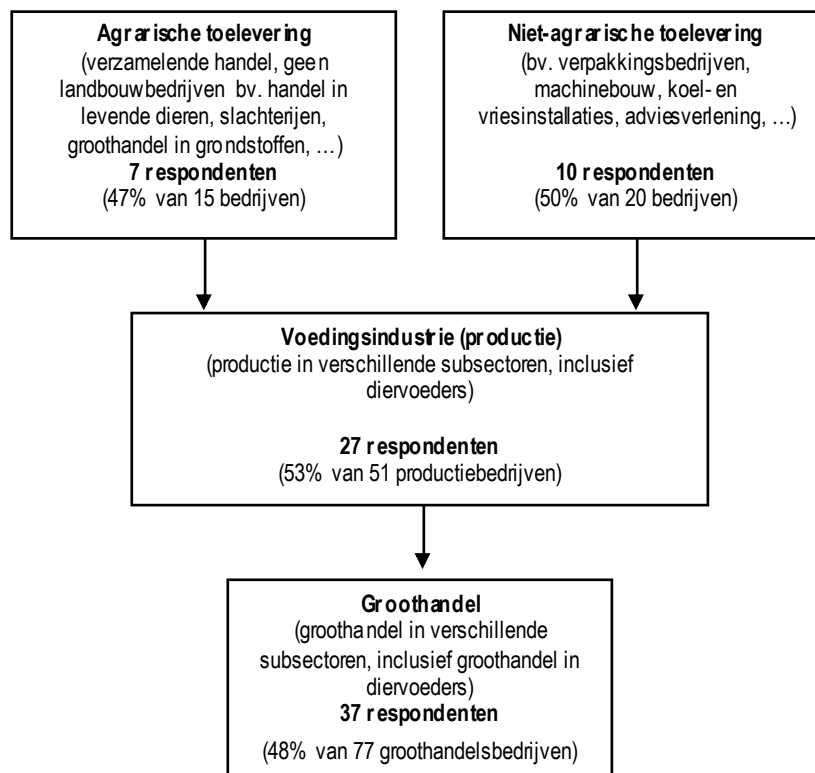 Agrarische toelevering
(verzamelende handel, geen
landbouwbedrijven bv. handel in
levende dieren, slachterijen,
groothandel in grondstoffen, …)
7 respondenten
(47% van 15 bedrijven)
Niet-agrarische toelevering
(bv. verpakkingsbedrijven,
machinebouw, koel- en
vriesinstallaties, adviesverlening, …)
10 respondenten
(50% van 20 bedrijven)
Voedingsindustrie (productie)
(productie in verschillende subsectoren, inclusief
diervoeders)
27 respondenten
(53% van 51 productiebedrijven)
Groothandel
(groothandel in verschillende
subsectoren, inclusief groothandel in
diervoeders)
37 respondenten
(48% van 77 groothandelsbedrijven)